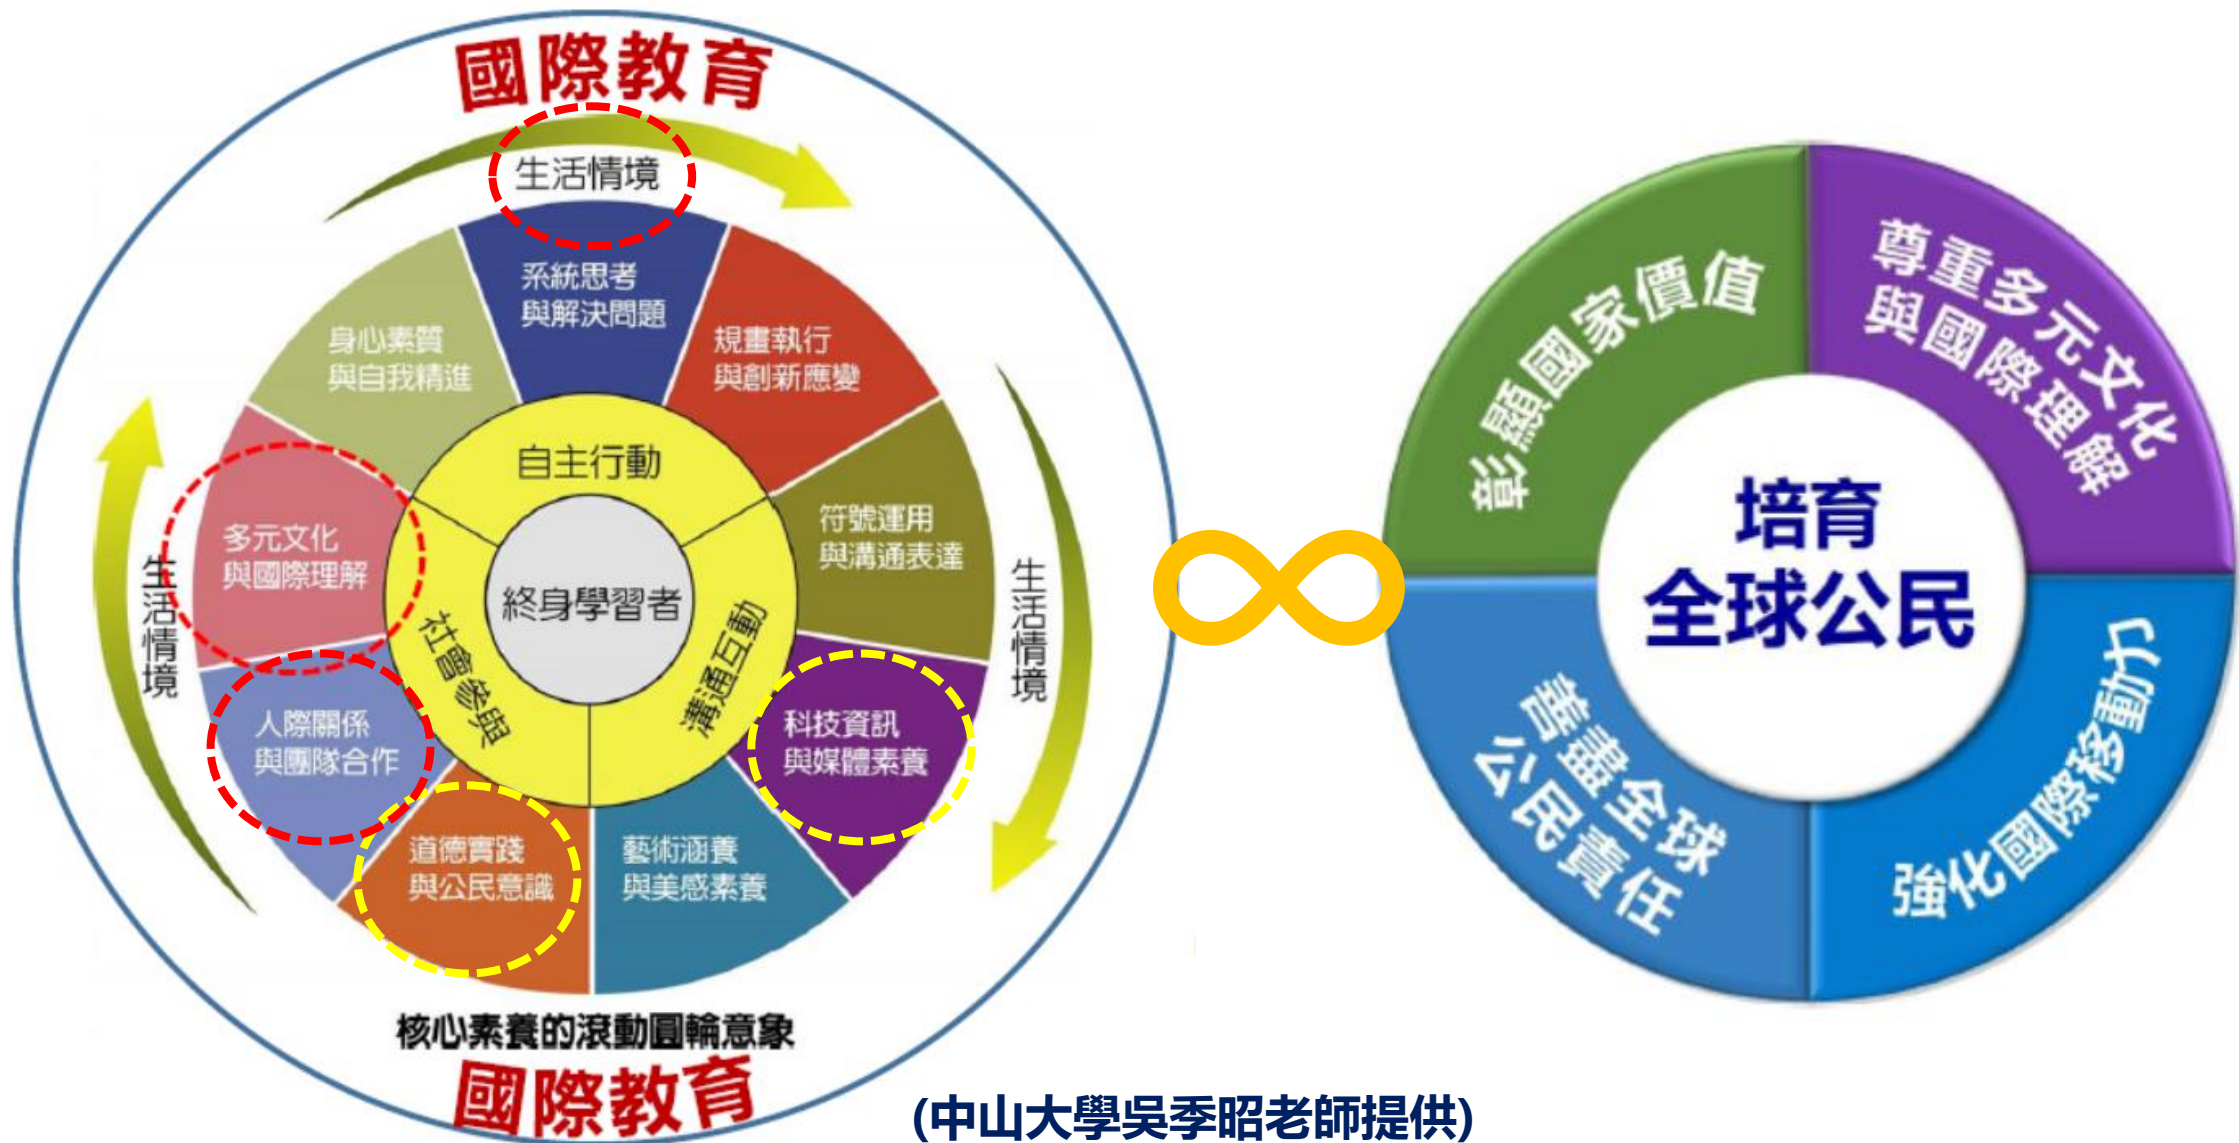 國際教育
生活情境
系統思考
與解決問題
規畫執行
與創新應變
符號運用
與溝通表達
科技資訊
與媒體素養
藝術涵養
與美感素養
道德實踐
與公民意識
人際關係
與團隊合作
多元文化
與國際理解
身心素質
與自我精進
自主行動
溝通互動
社會參與
終身學習者
生活情境
生活情境
核心素養的滾動圓輪意象
國際教育
彰顯國家價值
尊重多元文化
與國際理解
強化國際移動力
善盡全球
公民責任
培育
全球公民
(中山大學吳季昭老師提供)